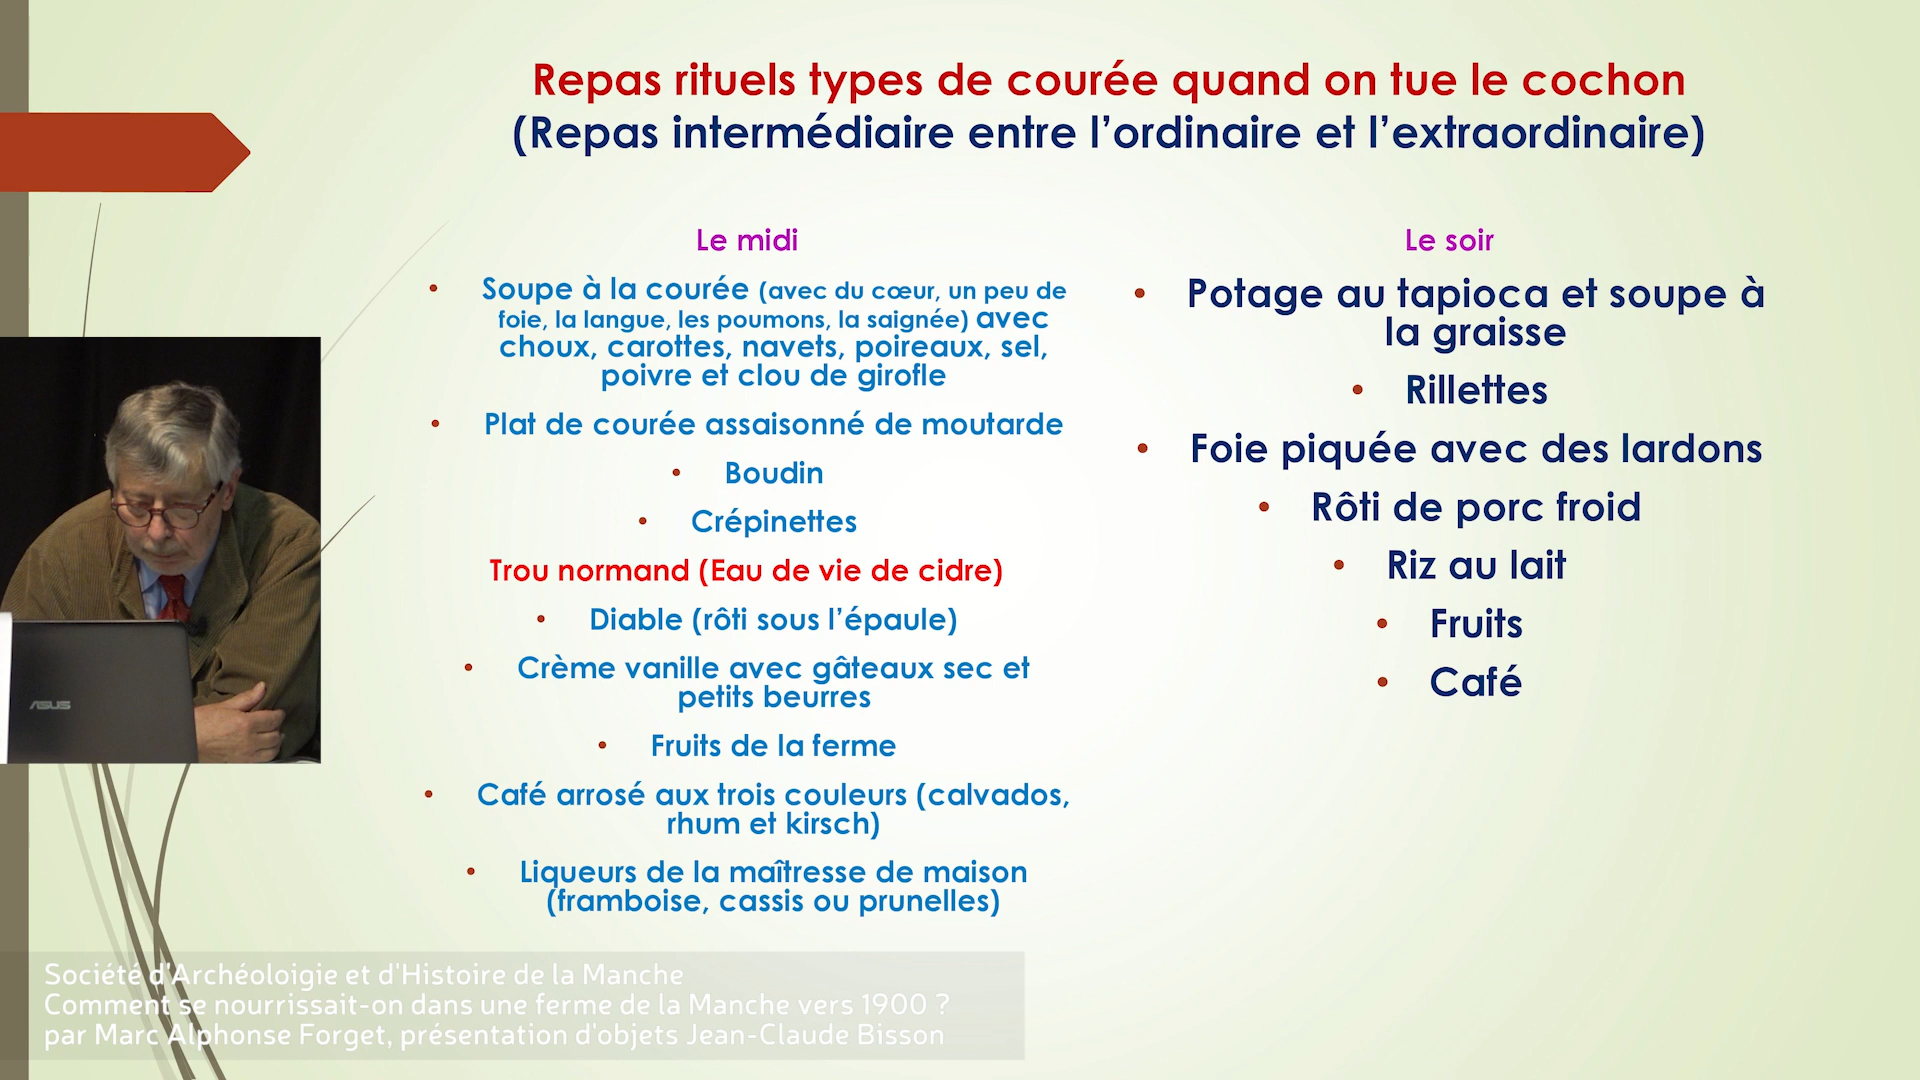 Repas rituels types de courée quand on tue le cochon
(Repas intermédiaire entre l’ordinaire et l’extraordinaire)
Le midi
• Soupe à la courée (avec du cœur, un peu de
foie, la langue, les poumons, la saignée) avec
choux, carottes, navets, poireaux, sel,
poivre et clou de girofle
• Plat de courée assaisonné de moutarde
• Boudin
• Crépinettes
Trou normand (Eau de vie de cidre)
• Diable (rôti sous l’épaule)
• Crème vanille avec gâteaux sec et
petits beurres
• Fruits de la ferme
• Café arrosé aux trois couleurs (calvados,
rhum et kirsch)
• Liqueurs de la maîtresse de maison
(framboise, cassis ou prunelles)
Le soir
• Potage au tapioca et soupe à
la graisse
• Rillettes
• Foie piquée avec des lardons
• Rôti de porc froid
• Riz au lait
• Fruits
• Café
ASUS
Société d'Archéoloigie et d'Histoire de la Manche
Comment se nourrissait-on dans une ferme de la Manche vers 1900 ?
par Marc Alphonse Forget, présentation d'objets Jean-Claude Bisson